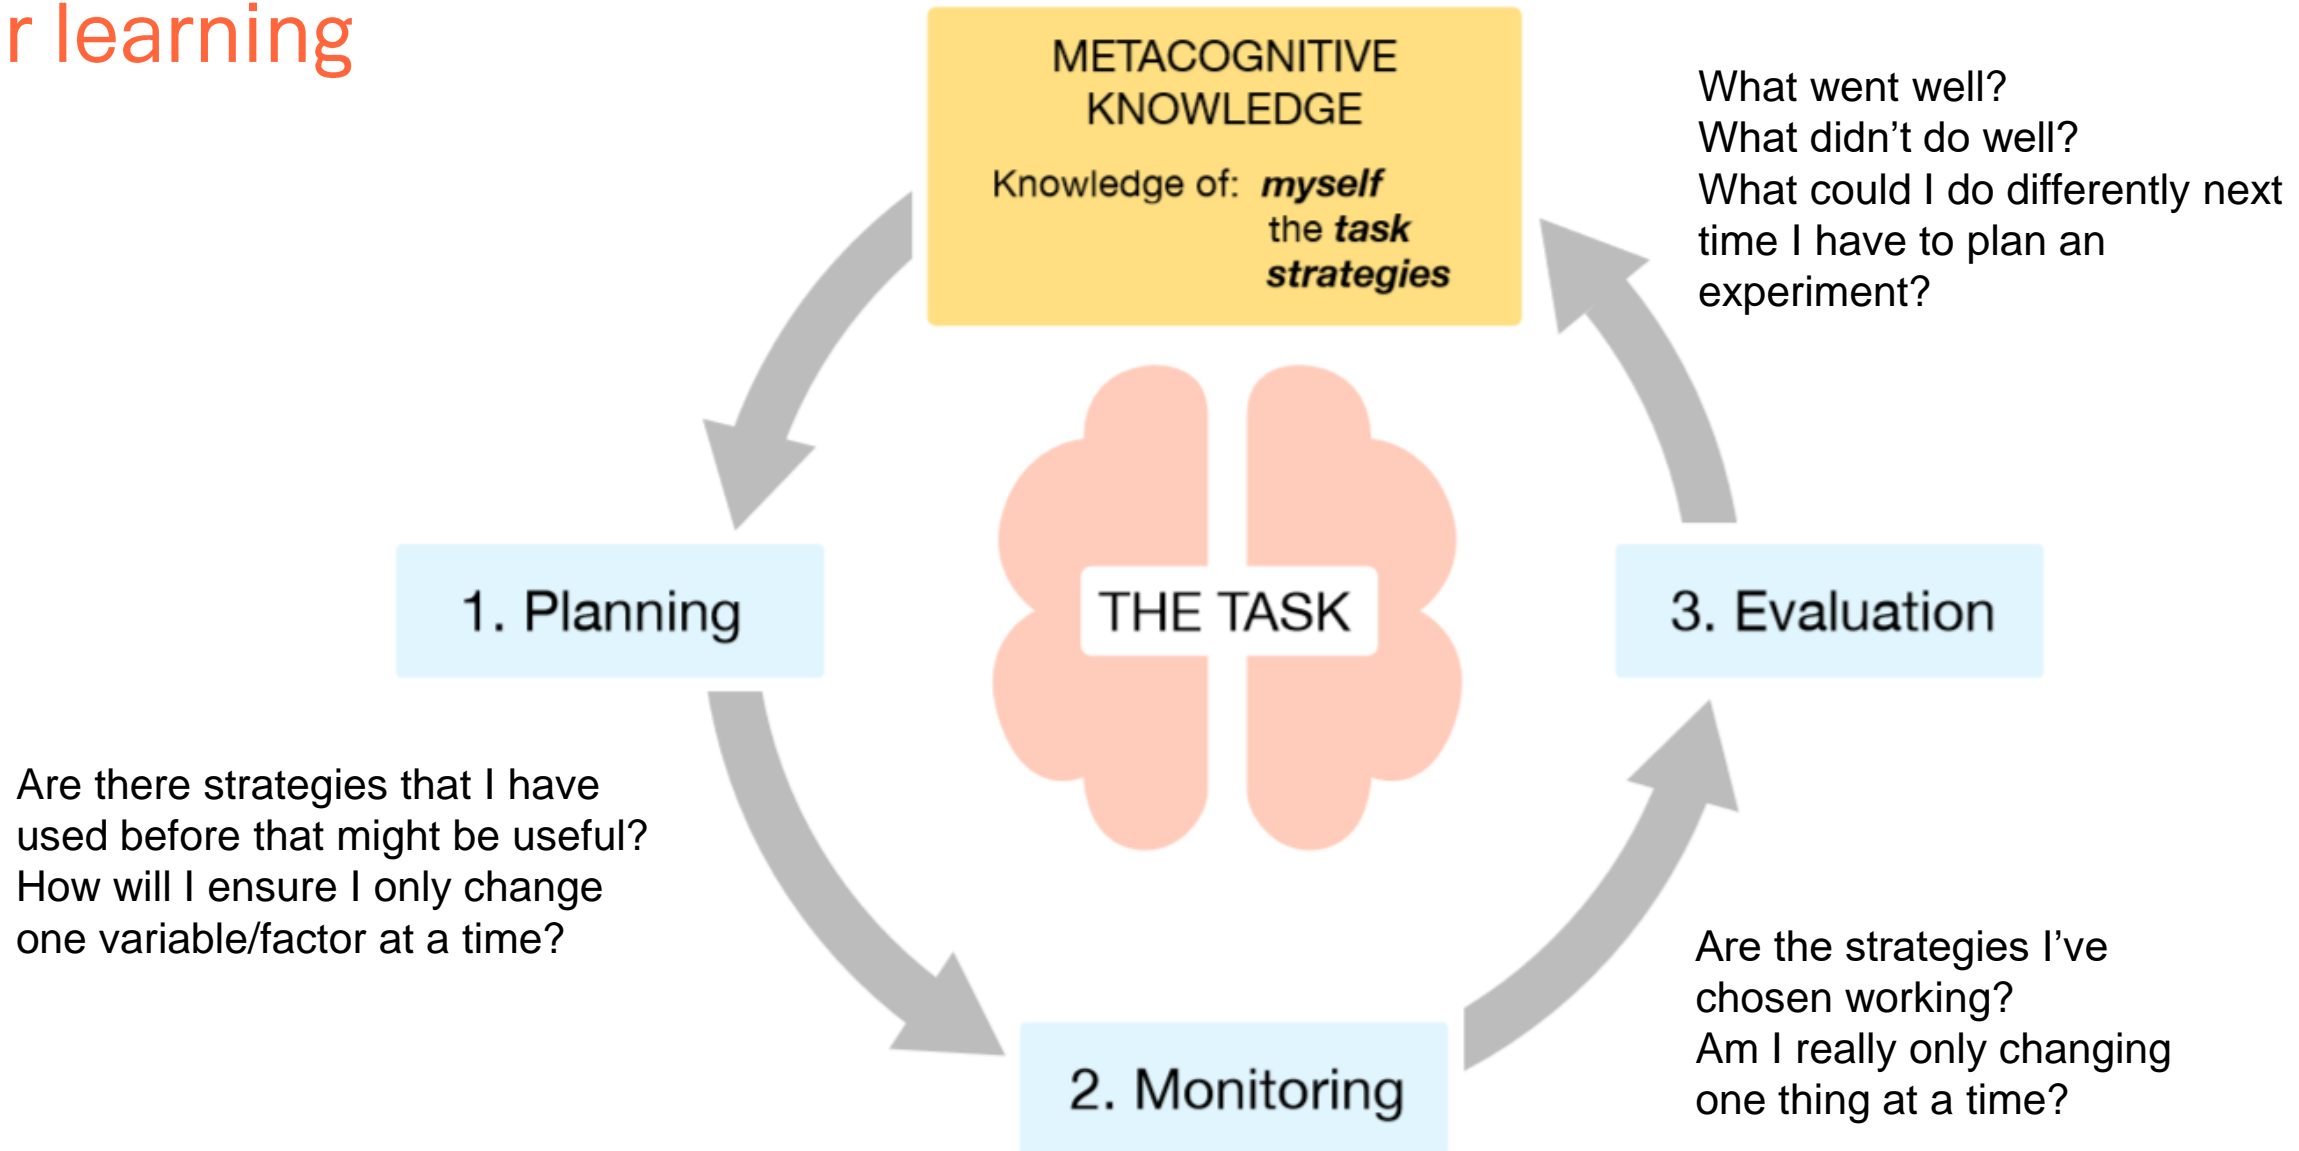 r learning
METACOGNITIVE
KNOWLEDGE
Knowledge of: myself
the task
strategies
What went well?
What didn’t do well?
What could I do differently next
time I have to plan an
experiment?
1. Planning
THE TASK
3. Evaluation
Are there strategies that I have
used before that might be useful?
How will I ensure I only change
one variable/factor at a time?
2. Monitoring
Are the strategies I’ve
chosen working?
Am I really only changing
one thing at a time?